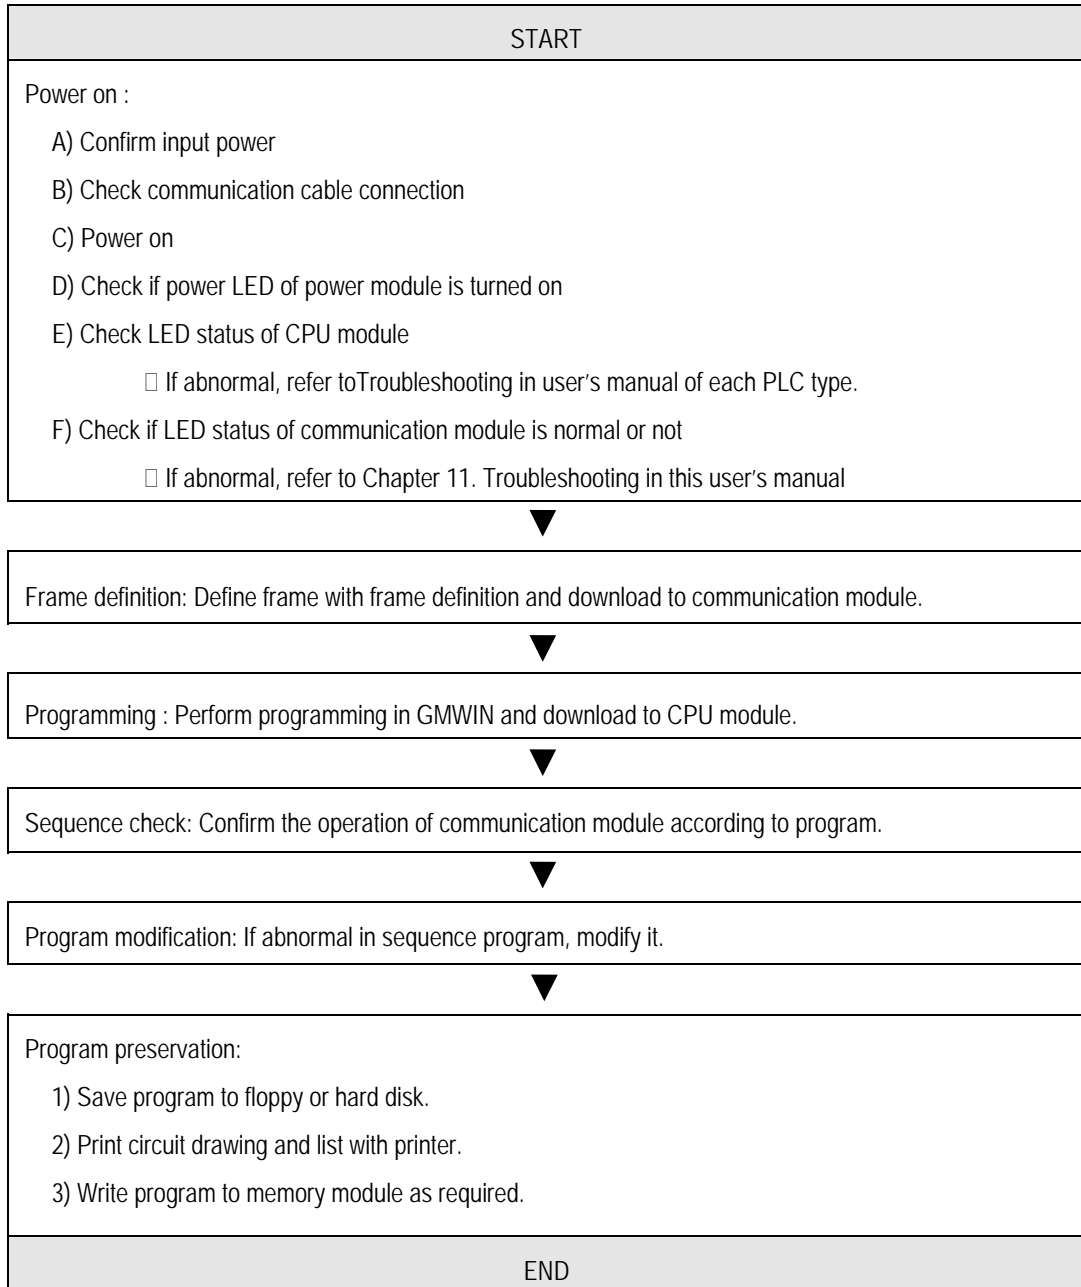 START
Power on :
A) Confirm input power
B) Check communication cable connection
C) Power on
D) Check if power LED of power module is turned on
E) Check LED status of CPU module
□ If abnormal, refer toTroubleshooting in user's manual of each PLC type.
F) Check if LED status of communication module is normal or not
□ If abnormal, refer to Chapter 11. Troubleshooting in this user's manual
▼
Frame definition: Define frame with frame definition and download to communication module.
▼
Programming : Perform programming in GMWIN and download to CPU module.
▼
Sequence check: Confirm the operation of communication module according to program.
▼
Program modification: If abnormal in sequence program, modify it.
▼
Program preservation:
1) Save program to floppy or hard disk.
2) Print circuit drawing and list with printer.
3) Write program to memory module as required.
END